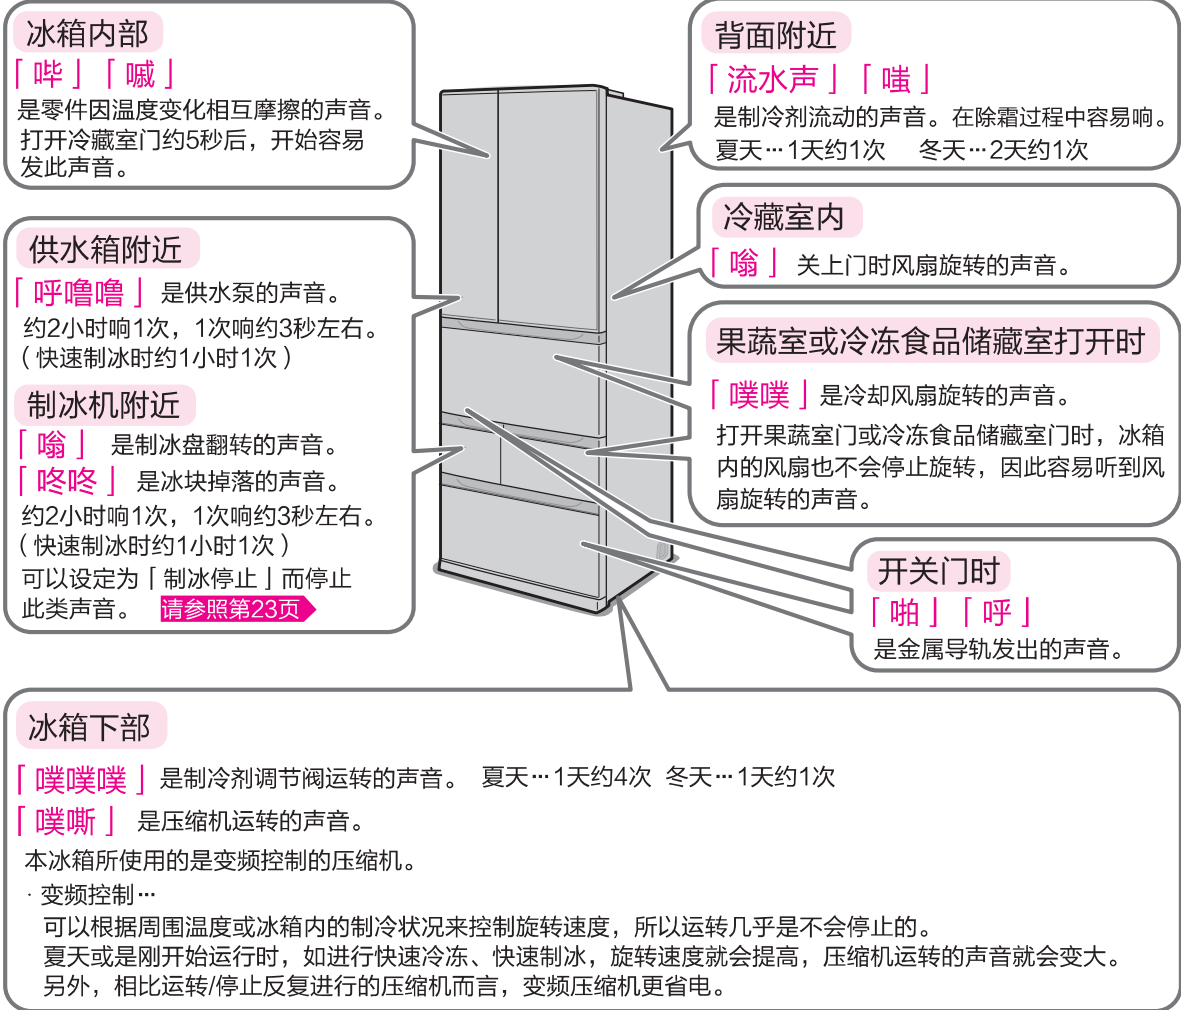 冰箱内部
「哔」「嘁」
是零件因温度变化相互摩擦的声音。
打开冷藏室门约5秒后，开始容易
发此声音。
供水箱附近
「呼噜噜」 是供水泵的声音。
约2小时响1次，1次响约3秒左右。
（快速制冰时约1小时1次）
制冰机附近
「嗡」 是制冰盘翻转的声音。
「咚咚」 是冰块掉落的声音。
约2小时响1次，1次响约3秒左右。
（快速制冰时约1小时1次）
可以设定为「制冰停止」而停止
此类声音。 请参照第23页
背面附近
「流水声」「嗤」
是制冷剂流动的声音。在除霜过程中容易响。
夏天…1天约1次 冬天…2天约1次
冷藏室内
「嗡」 关上门时风扇旋转的声音。
果蔬室或冷冻食品储藏室打开时
「噗噗」是冷却风扇旋转的声音。
打开果蔬室门或冷冻食品储藏室门时，冰箱
内的风扇也不会停止旋转，因此容易听到风
扇旋转的声音。
开关门时
「啪」「呼」
是金属导轨发出的声音。
冰箱下部
「噗噗噗」是制冷剂调节阀运转的声音。 夏天…1天约4次 冬天…1天约1次
「噗嘶」 是压缩机运转的声音。
本冰箱所使用的是变频控制的压缩机。
·变频控制…
可以根据周围温度或冰箱内的制冷状况来控制旋转速度，所以运转几乎是不会停止的。
夏天或是刚开始运行时，如进行快速冷冻、快速制冰，旋转速度就会提高，压缩机运转的声音就会变大。
另外，相比运转/停止反复进行的压缩机而言，变频压缩机更省电。